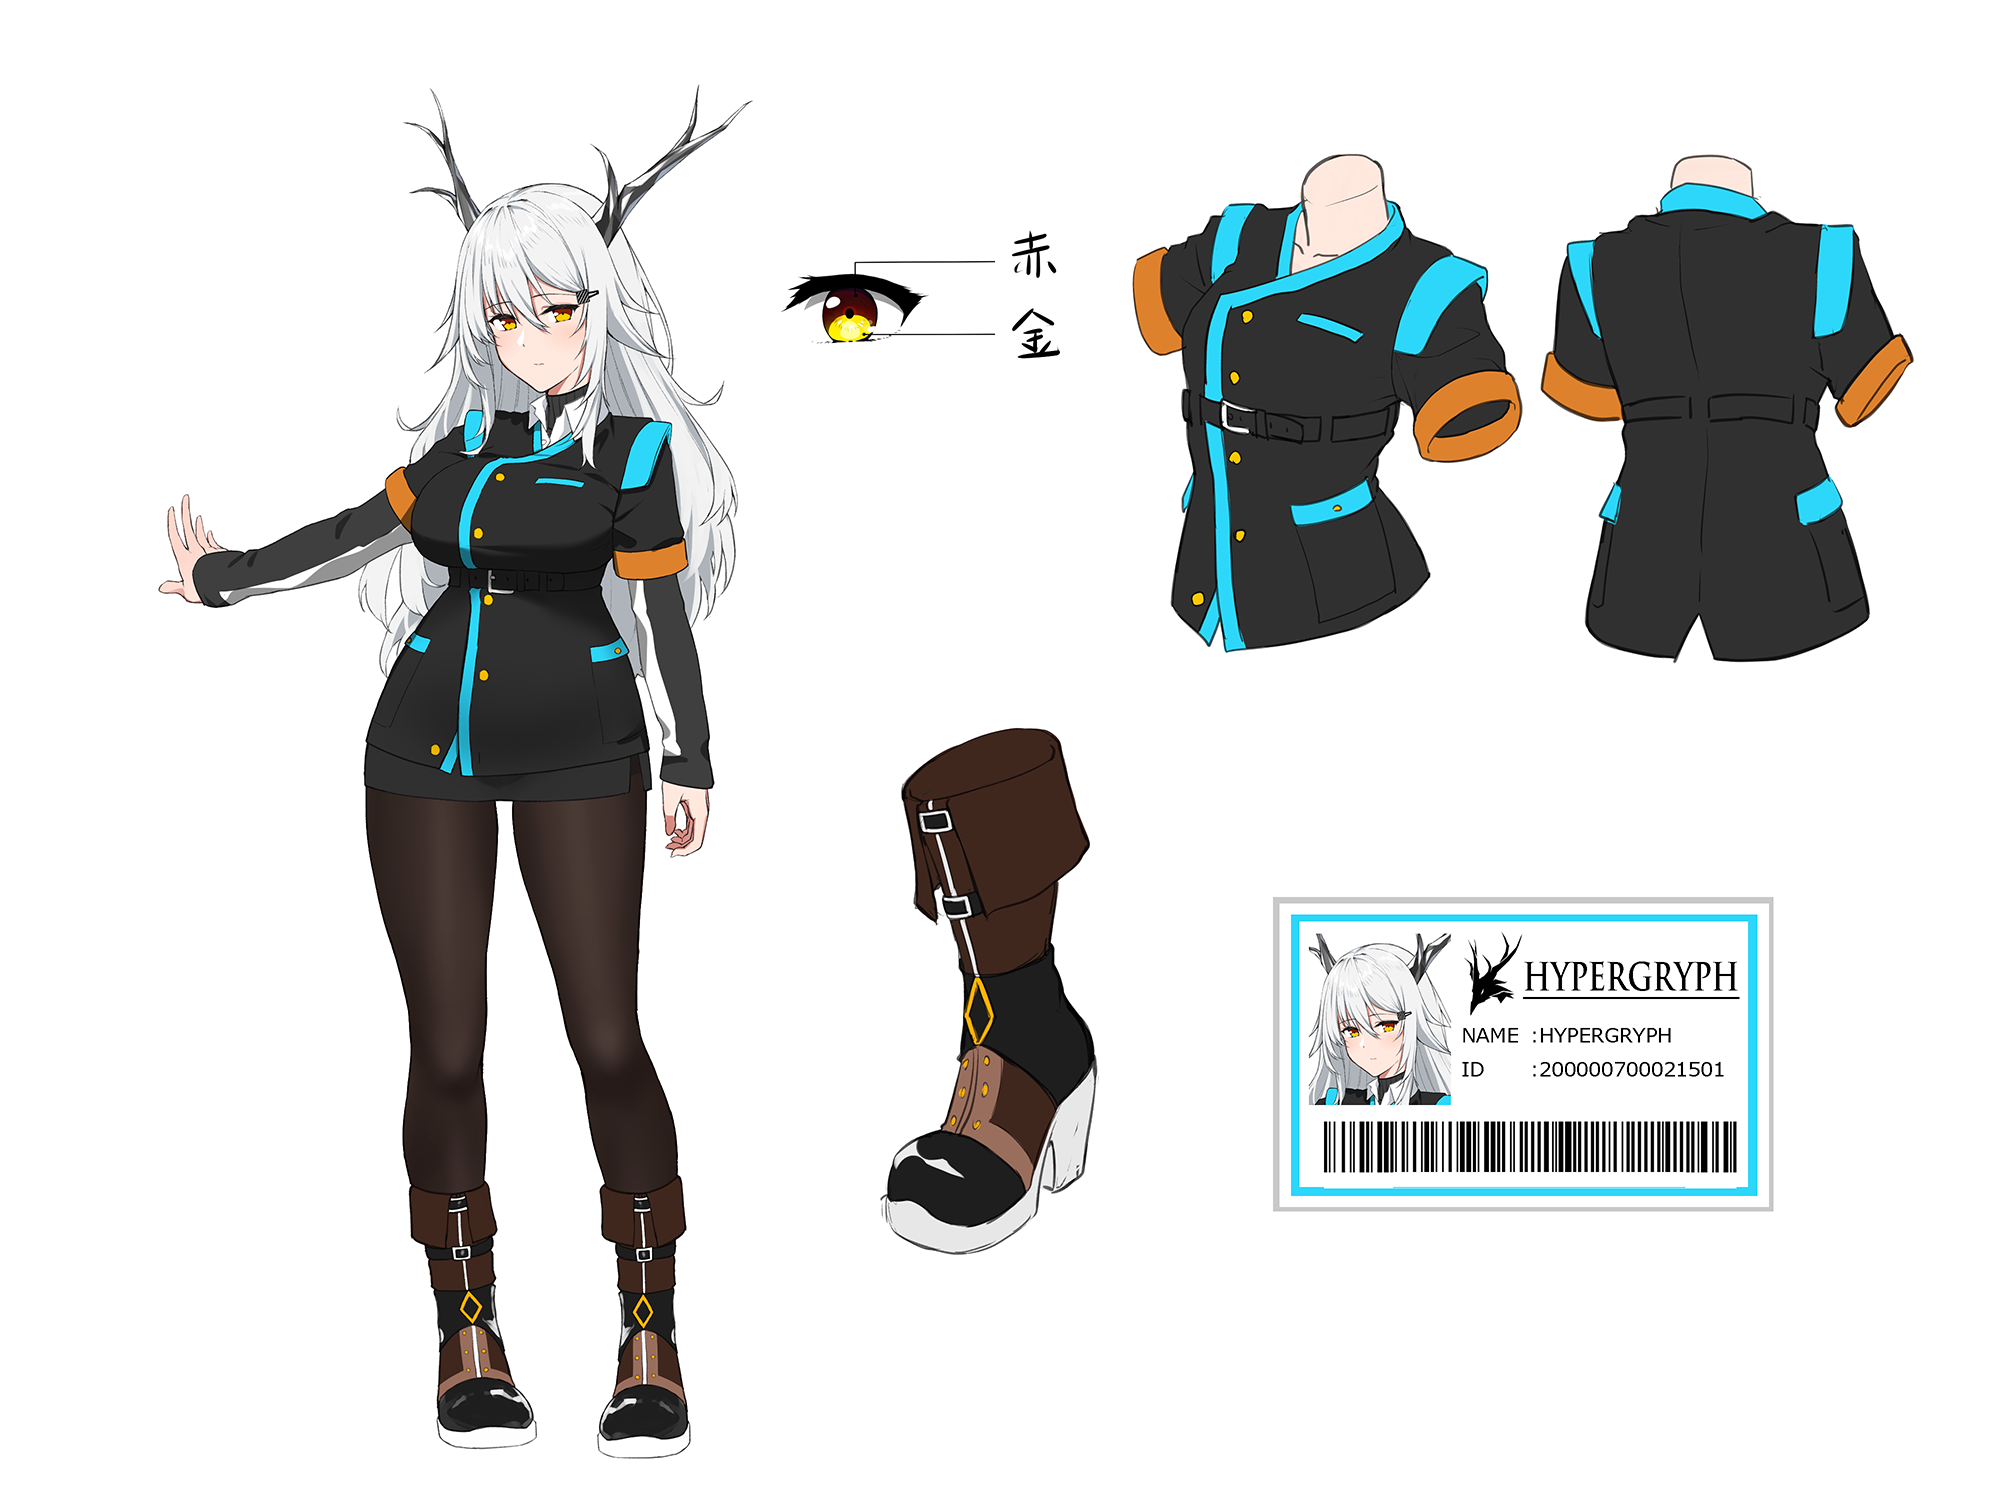 赤
金
HYPERGRYPH
NAME :HYPERGRYPH
ID :200000700021501